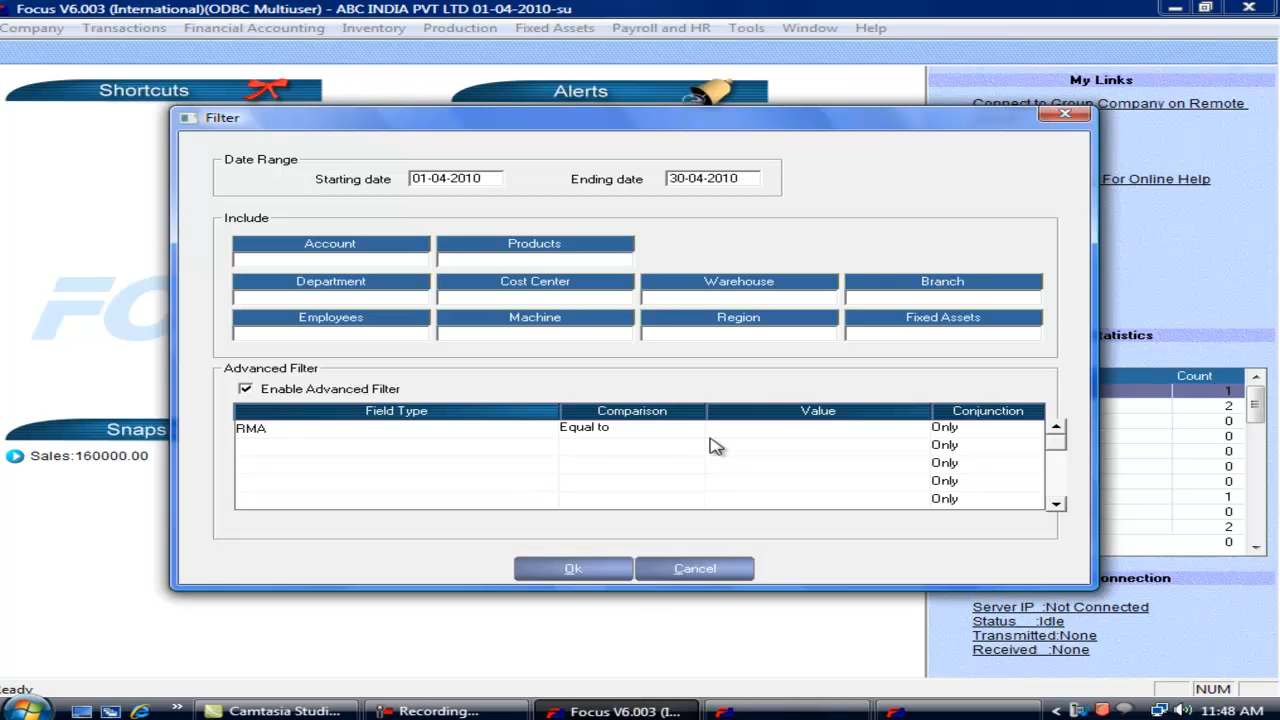 Focus V6.003 (International)(ODBC Multiuser) - ABC INDIA PVT LTD 01-04-2010-su
Company Transactions Financial Accounting Inventory Production Fixed Assets Payroll and HR Tools Window Help
Shortcuts
Alerts
My Links
Connect to Group Company on Remote
For Online Help
Filter
Date Range
Starting date 01-04-2010 Ending date 30-04-2010
Include
Account Products
Department Cost Center Warehouse Branch
Employees Machine Region Fixed Assets
Advanced Filter
Enable Advanced Filter
Field Type Comparison Value Conjunction
RMA Equal to Only
Only
Only
Only
Only
Ok Cancel
FO
Snaps
Sales:160000.00
tatistics
Count
1
2
0
0
0
0
0
1
0
2
0
onnection
Server IP :Not Connected
Status :Idle
Transmitted:None
Received :None
eady
NUM
Camtasia Studi... Recording... Focus V6.003 (I... 11:48 AM